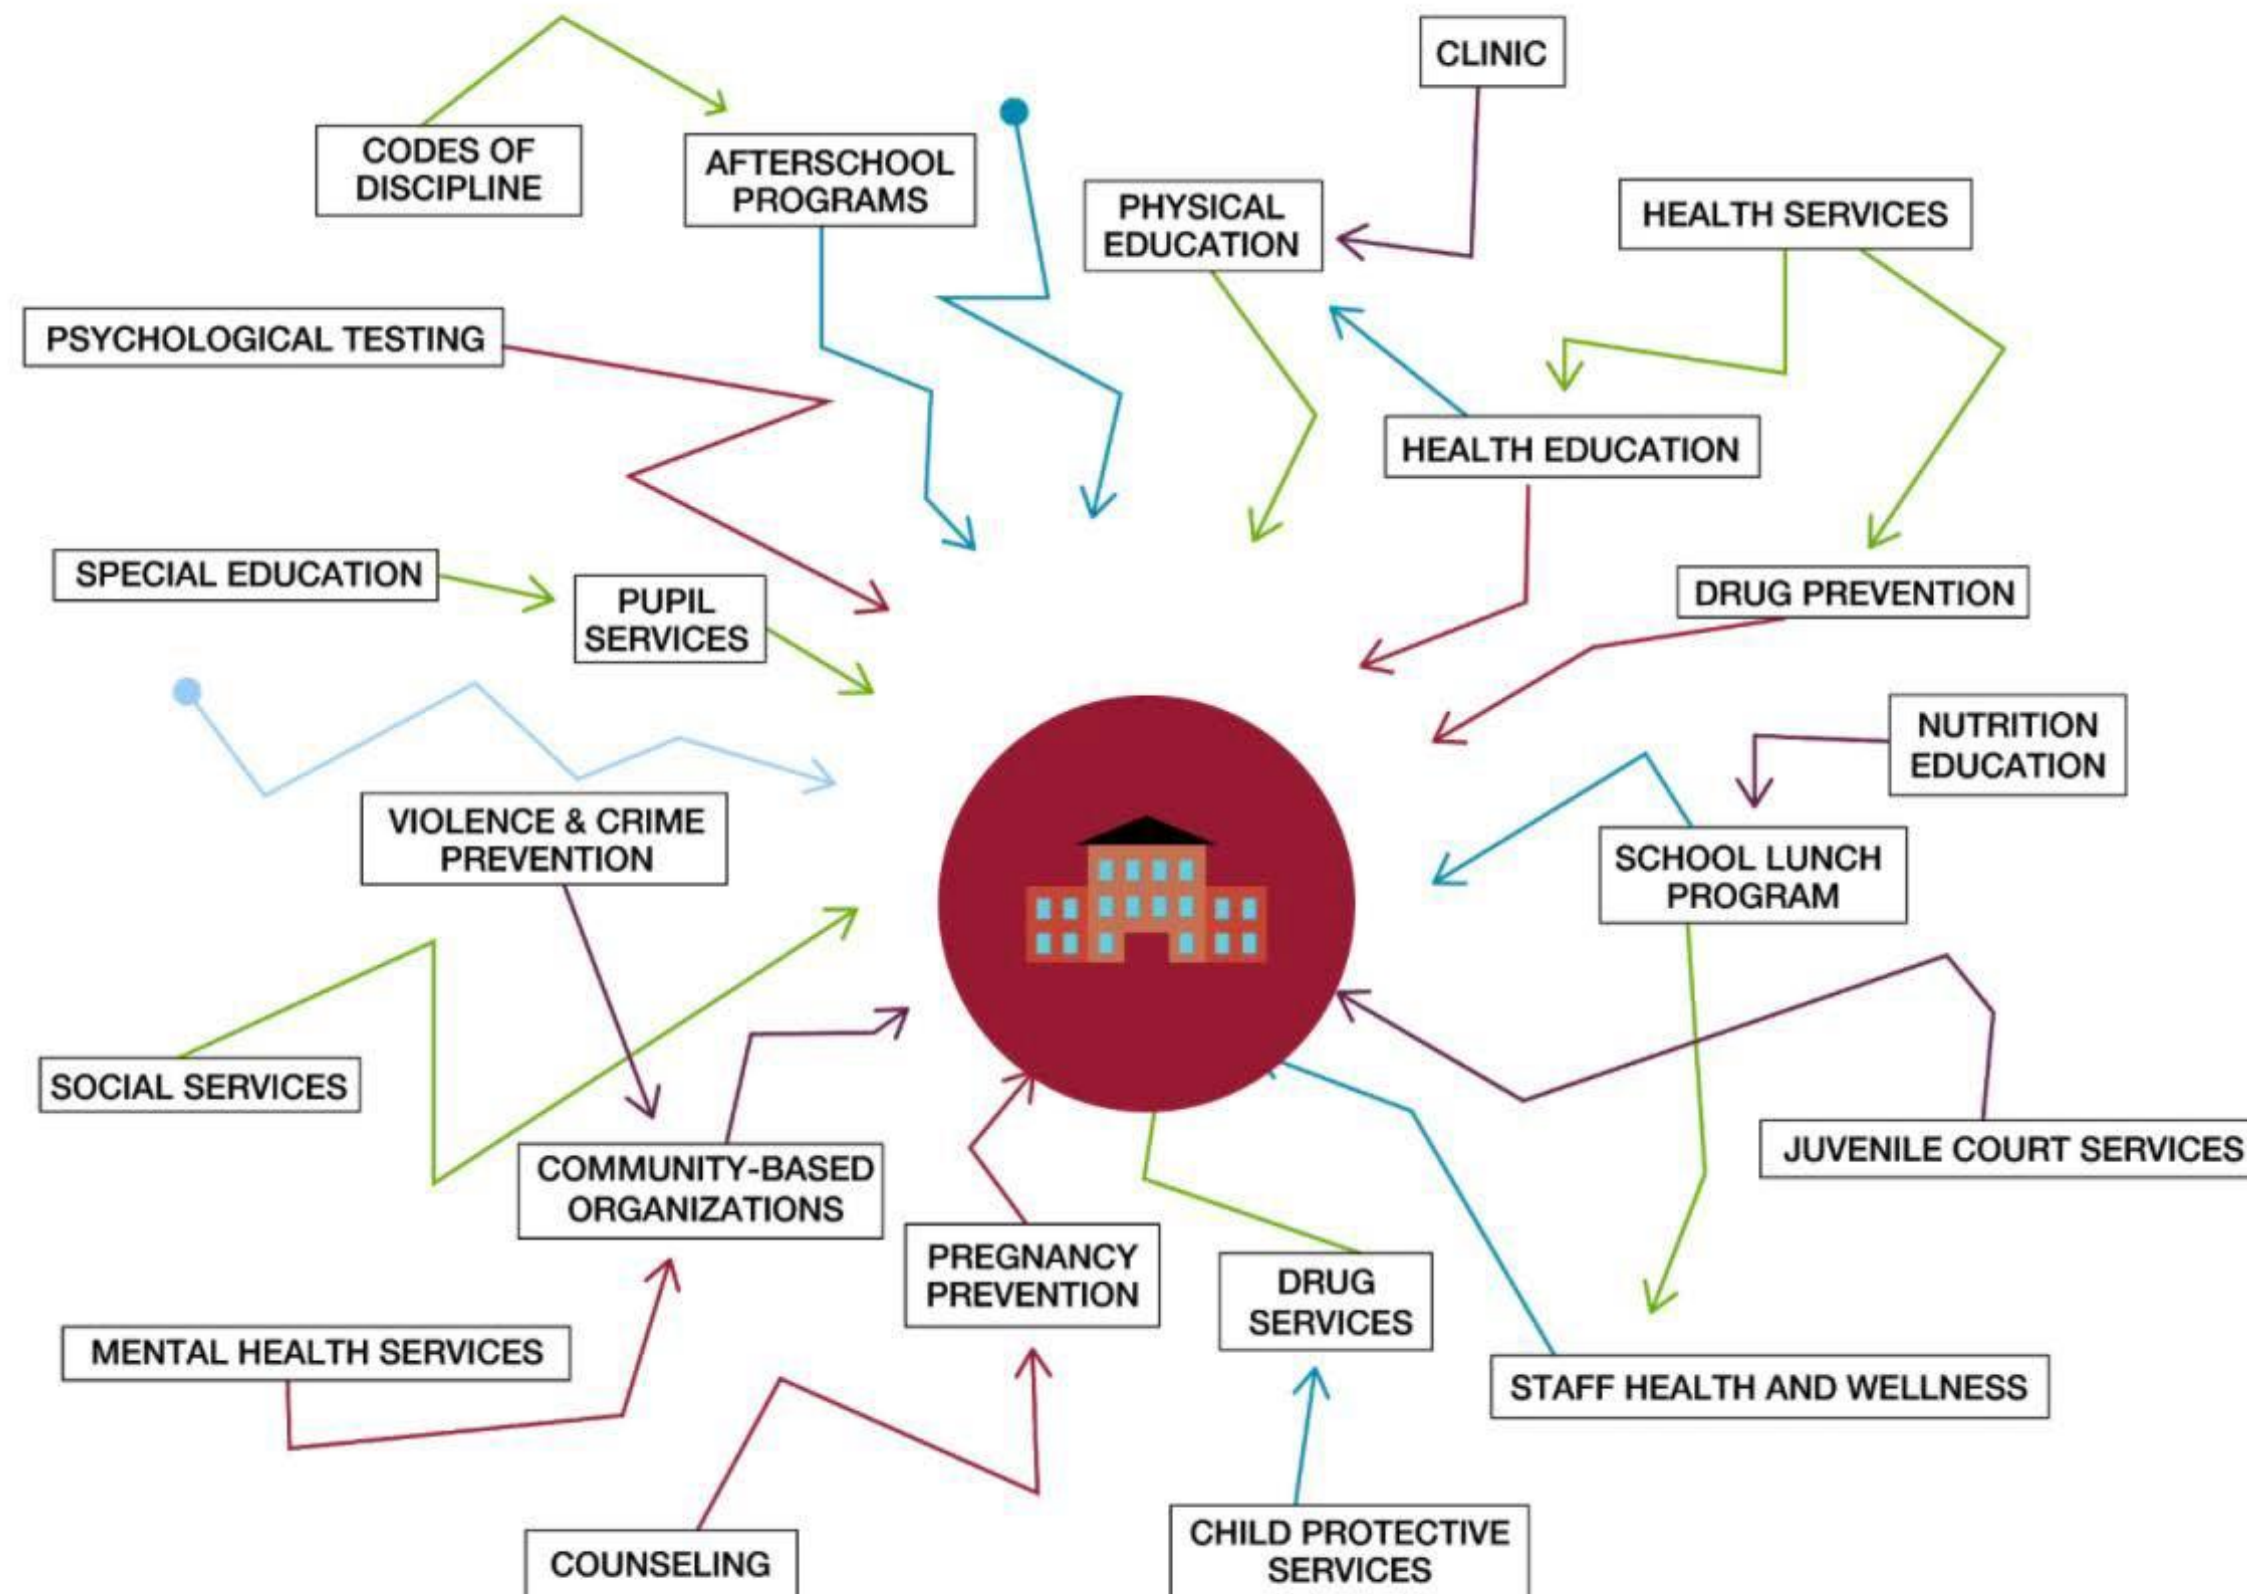 CLINIC
CODES OF
DISCIPLINE
AFTERSCHOOL
PROGRAMS
PHYSICAL
EDUCATION
HEALTH SERVICES
PSYCHOLOGICAL TESTING
HEALTH EDUCATION
SPECIAL EDUCATION
PUPIL
SERVICES
DRUG PREVENTION
NUTRITION
EDUCATION
VIOLENCE & CRIME
PREVENTION
SCHOOL LUNCH
PROGRAM
SOCIAL SERVICES
COMMUNITY-BASED
ORGANIZATIONS
JUVENILE COURT SERVICES
PREGNANCY
PREVENTION
DRUG
SERVICES
MENTAL HEALTH SERVICES
STAFF HEALTH AND WELLNESS
COUNSELING
CHILD PROTECTIVE
SERVICES